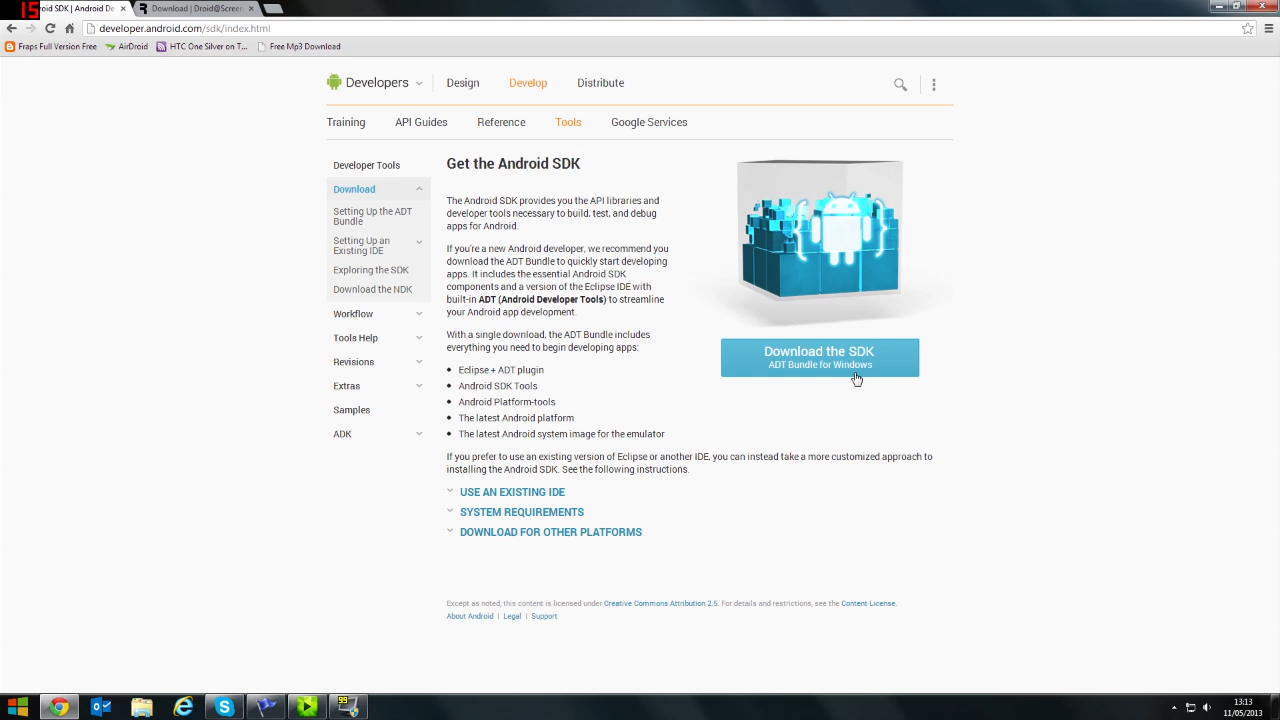 15
oid SDK | Android De
Download | Droid@Screen
developer.android.com/sdk/index.html
Fraps Full Version Free
AirDroid
HTC One Silver on T...
Free Mp3 Download
Developers
Design
Develop
Distribute
Training
API Guides
Reference
Tools
Google Services
Developer Tools
Download
Setting Up the ADT
Bundle
Setting Up an
Existing IDE
Exploring the SDK
Download the NDK
Workflow
Tools Help
Revisions
Extras
Samples
ADK
Get the Android SDK
The Android SDK provides you the API libraries and
developer tools necessary to build, test, and debug
apps for Android.
If you're a new Android developer, we recommend you
download the ADT Bundle to quickly start developing
apps. It includes the essential Android SDK
components and a version of the Eclipse IDE with
built-in ADT (Android Developer Tools) to streamline
your Android app development.
With a single download, the ADT Bundle includes
everything you need to begin developing apps:
Eclipse + ADT plugin
Android SDK Tools
Android Platform-tools
The latest Android platform
The latest Android system image for the emulator
Download the SDK
ADT Bundle for Windows
If you prefer to use an existing version of Eclipse or another IDE, you can instead take a more customized approach to
installing the Android SDK. See the following instructions.
USE AN EXISTING IDE
SYSTEM REQUIREMENTS
DOWNLOAD FOR OTHER PLATFORMS
Except as noted, this content is licensed under Creative Commons Attribution 2.5. For details and restrictions, see the Content License.
About Android | Legal | Support
99
13:13
11/05/2013